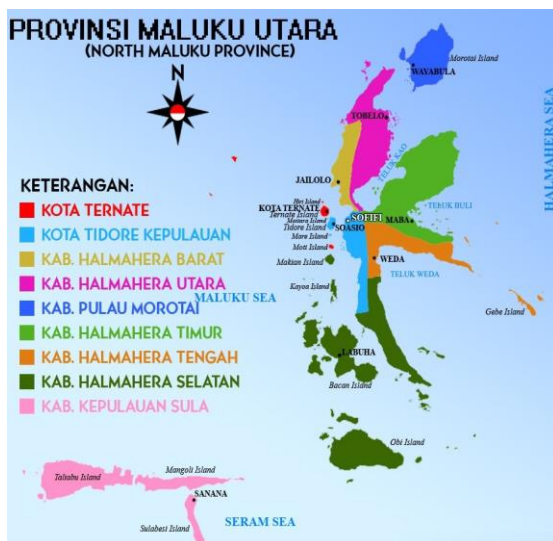 PROVINSI MALUKU UTARA
(NORTH MALUKU PROVINCE)
N
Morotai Island
WAYABULA
TOBELO
HALMAHERA SEA
TELUK KAO
JAILOLO
KETERANGAN:
KOTA TERNATE
KOTA TIDORE KEPULAUAN
KAB. HALMAHERA BARAT
KAB. HALMAHERA UTARA
KAB. PULAU MOROTAI
KAB. HALMAHERA TIMUR
KAB. HALMAHERA TENGAH
KAB. HALMAHERA SELATAN
KAB. KEPULAUAN SULA
Hiri Island
KOTA TERNATE
Ternate Island
Maitara Island
Tidore Island
SOASIO
SOFIFI
MABA
TELUK BULI
Mare Island
Moti Island
Makian Island
WEDA
TELUK WEDA
Kayoa Island
MALUKU SEA
Gebe Island
LABUHA
Bacan Island
Obi Island
Mangoli Island
Taliabu Island
SANANA
Sulabesi Island
SERAM SEA